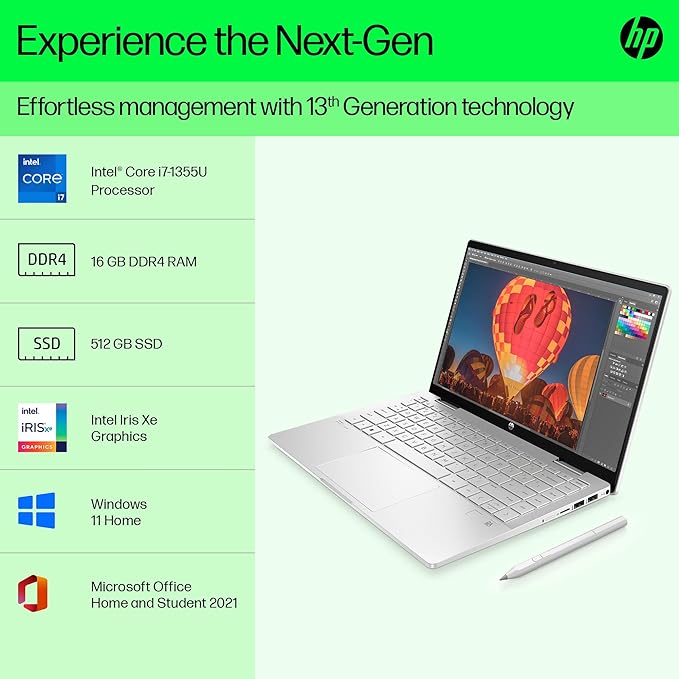 Experience the Next-Gen
hp
Effortless management with 13th Generation technology
intel.
CORE
i7
Intel® Core i7-1355U
Processor
DDR4
16 GB DDR4 RAM
SSD
512 GB SSD
intel.
iRISxe
GRAPHICS
Intel Iris Xe
Graphics
Windows
11 Home
Microsoft Office
Home and Student 2021